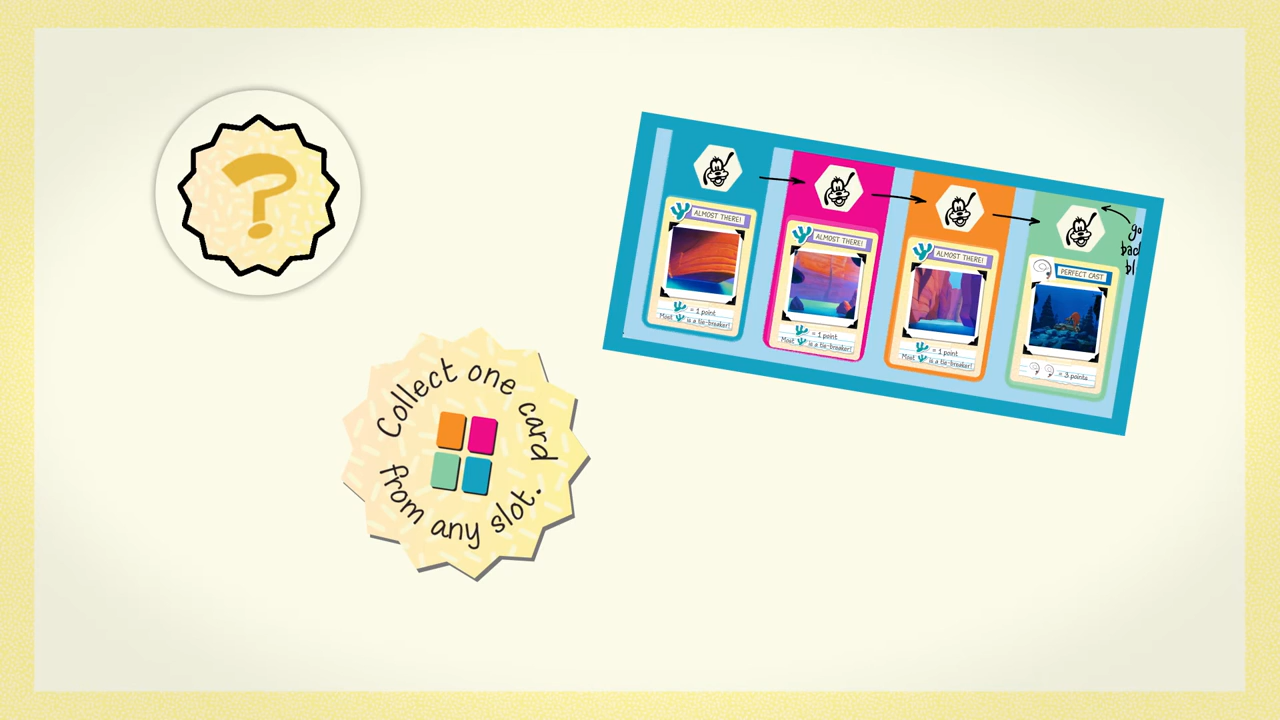 ?
go
bac
bl
ALMOST THERE!
= 1 point
Most is a tie-breaker!
ALMOST THERE!
= 1 point
Most is a tie-breaker!
ALMOST THERE!
= 1 point
Most is a tie-breaker!
PERFECT CAST
= 3 points
Collect one card
from any slot.